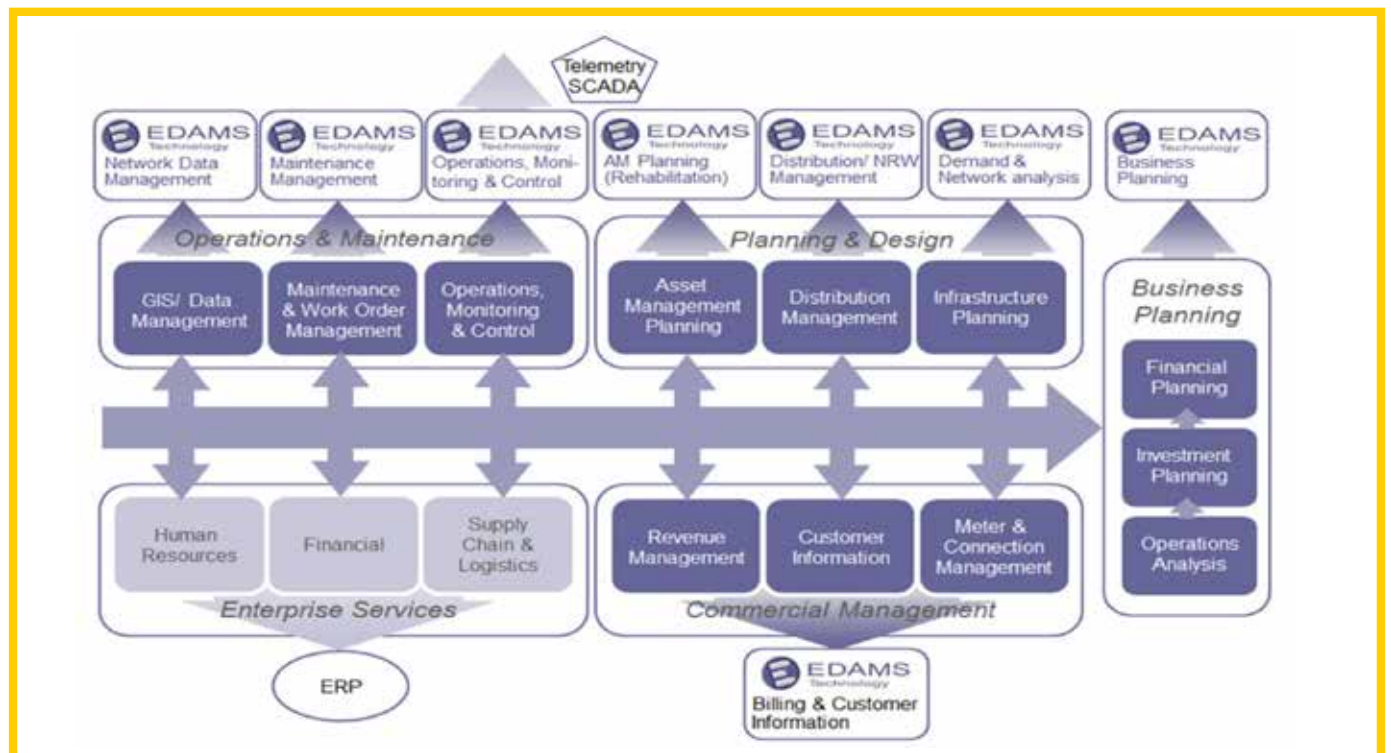 Telemetry
SCADA
EDAMS
Technology
Network Data
Management
EDAMS
Technology
Maintenance
Management
EDAMS
Technology
Operations, Moni-
toring & Control
EDAMS
Technology
AM Planning
(Rehabilitation)
EDAMS
Technology
Distribution/ NRW
Management
EDAMS
Technology
Demand &
Network analysis
EDAMS
Technology
Business
Planning
Operations & Maintenance
GIS/ Data
Management
Maintenance
& Work Order
Management
Operations,
Monitoring
& Control
Planning & Design
Asset
Management
Planning
Distribution
Management
Infrastructure
Planning
Business
Planning
Financial
Planning
Investment
Planning
Operations
Analysis
Human
Resources
Financial
Supply
Chain &
Logistics
Enterprise Services
ERP
Revenue
Management
Customer
Information
Meter &
Connection
Management
Commercial Management
EDAMS
Technology
Billing & Customer
Information